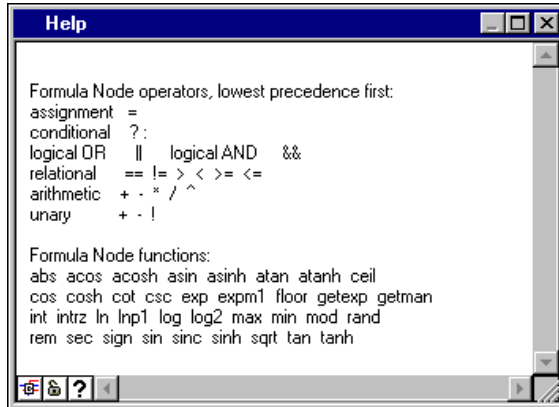 Help
Formula Node operators, lowest precedence first:
assignment =
conditional ? :
logical OR || logical AND &&
relational == != > < >= <=
arithmetic + - * / ^
unary + - !
Formula Node functions:
abs acos acosh asin asinh atan atanh ceil
cos cosh cot csc exp expm1 floor getexp getman
int intrz ln lnp1 log log2 max min mod rand
rem sec sign sin sinc sinh sqrt tan tanh
?